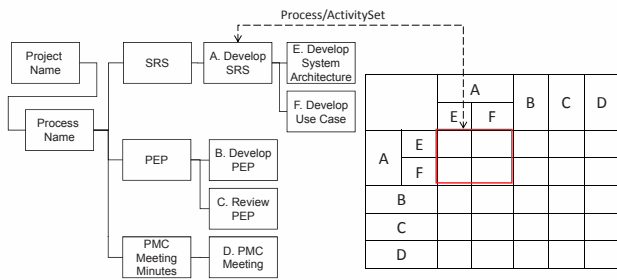 Process/ActivitySet
Project
Name
Process
Name
SRS
A. Develop
SRS
E. Develop
System
Architecture
F. Develop
Use Case
PEP
B. Develop
PEP
C. Review
PEP
PMC
Meeting
Minutes
D. PMC
Meeting
A B C D
E F
A E
F
B
C
D